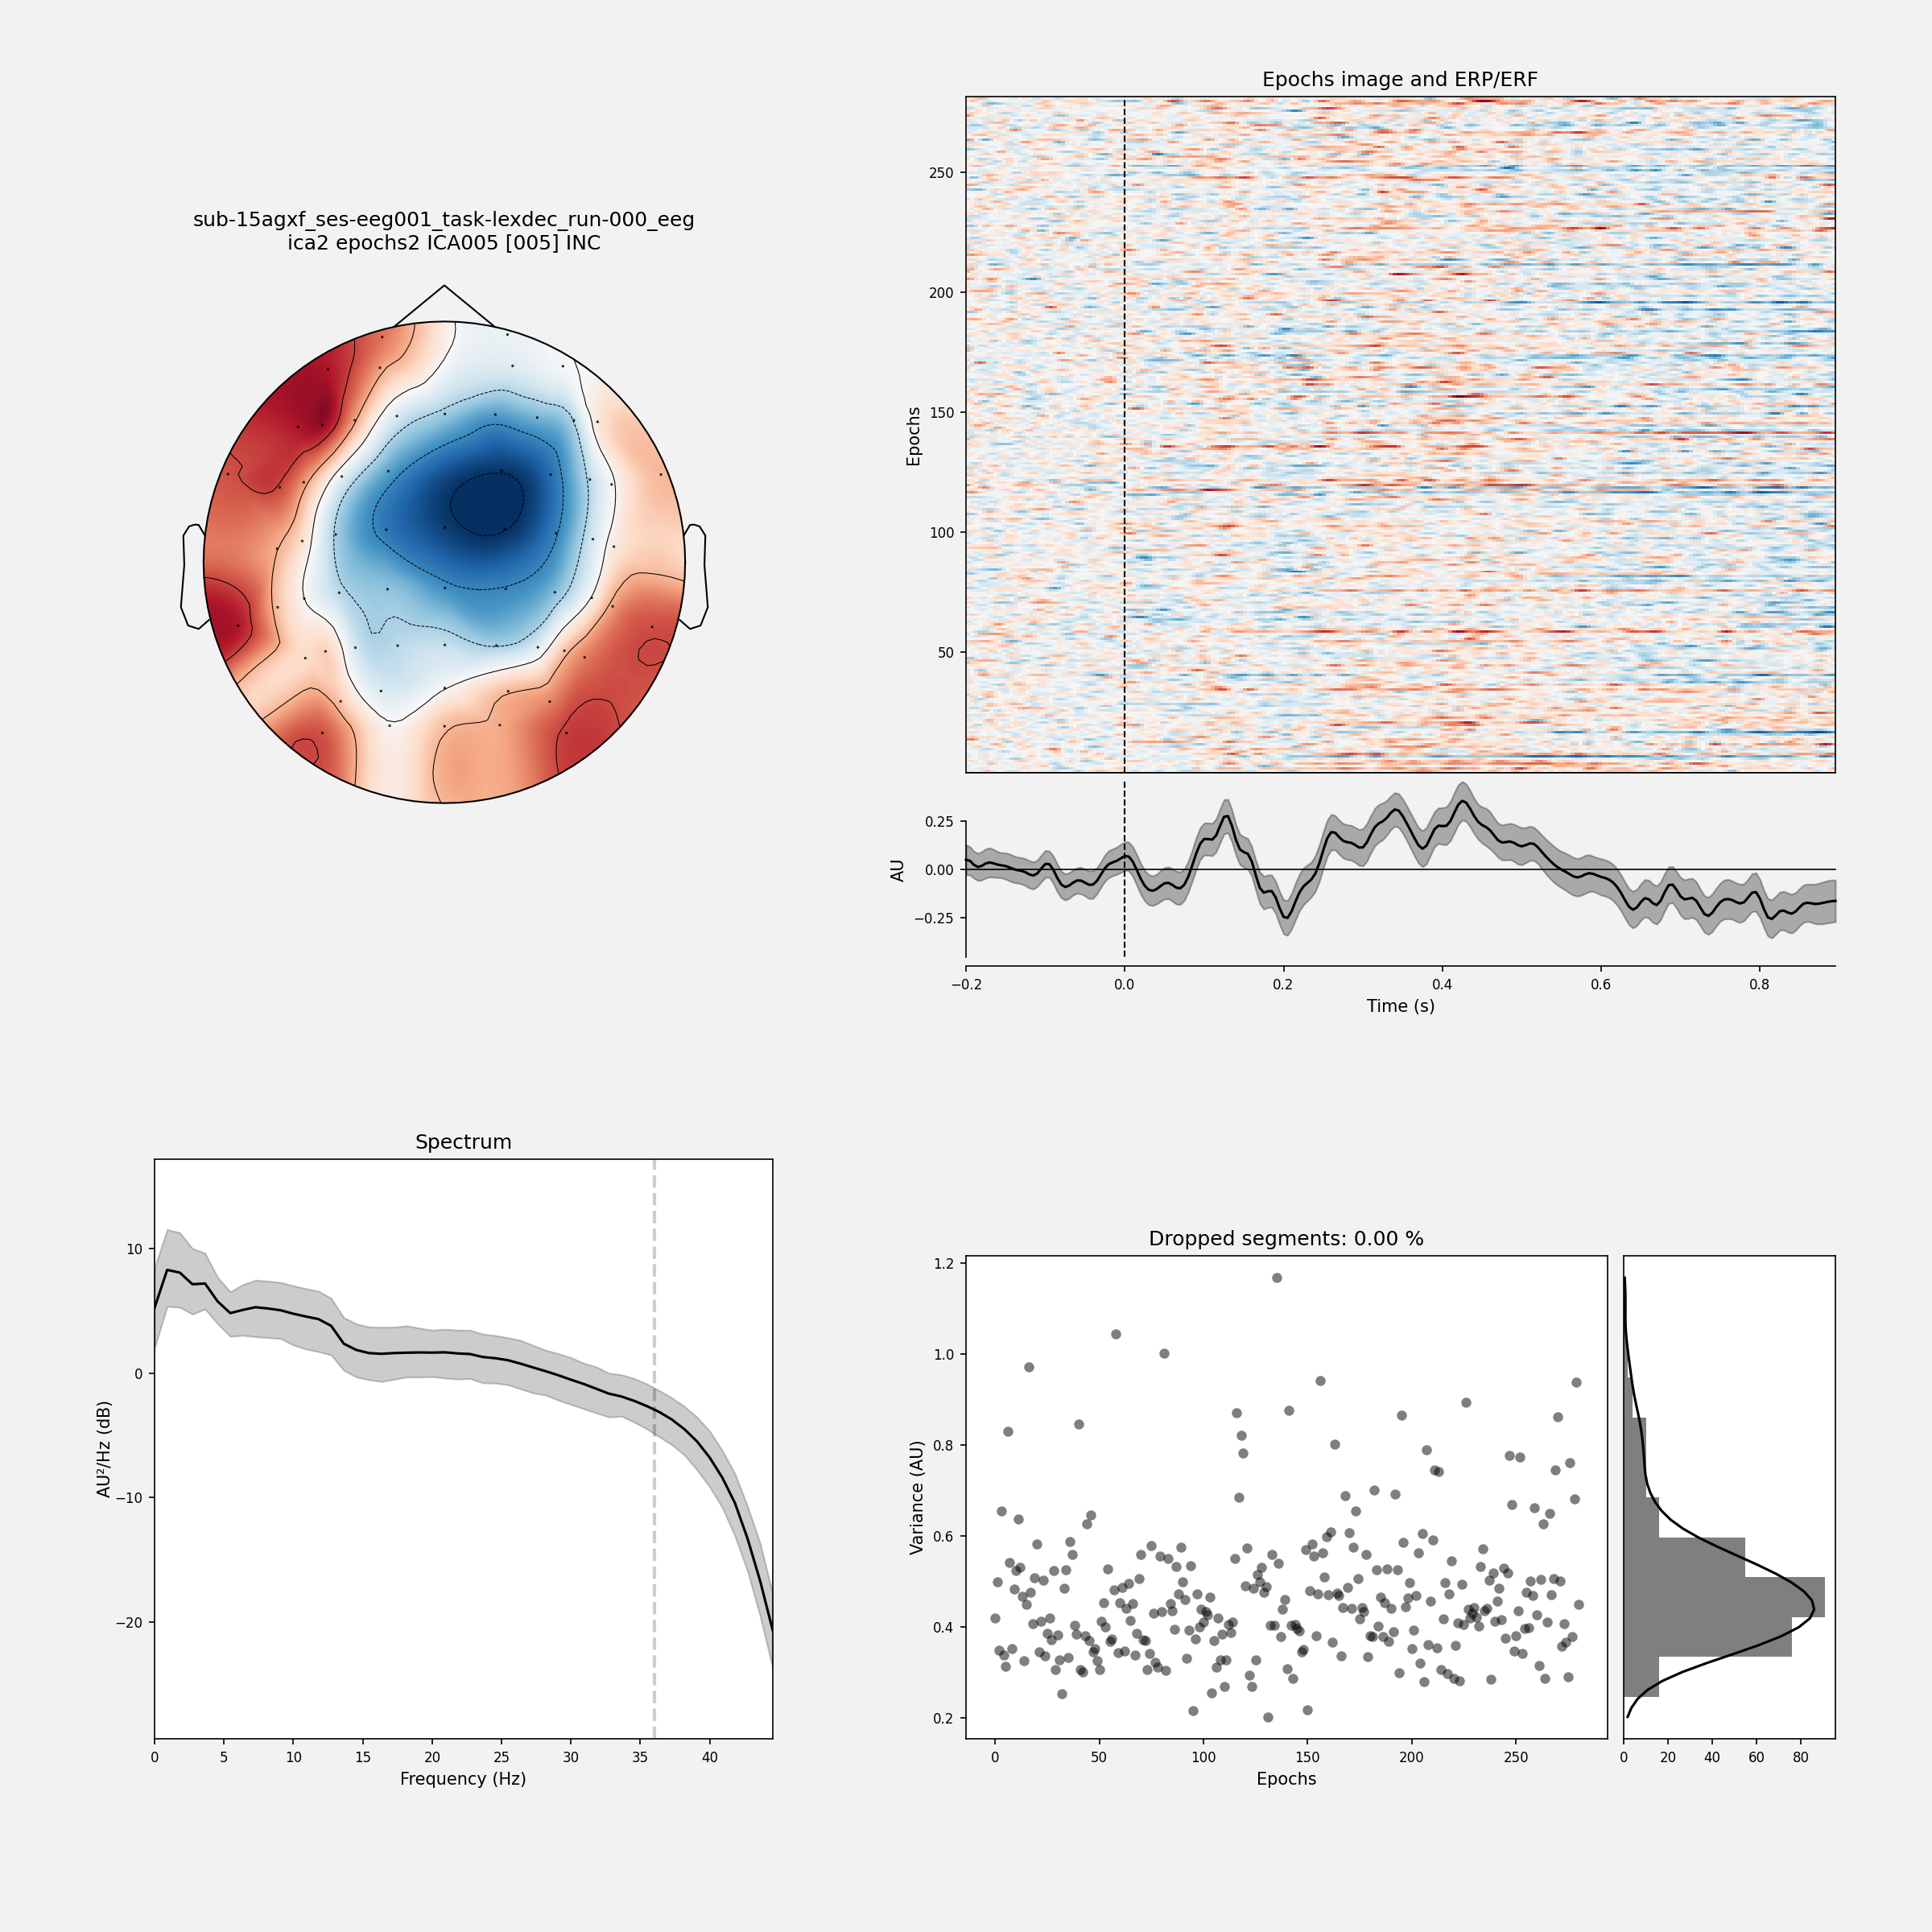 sub-15agxf_ses-eeg001_task-lexdec_run-000_eeg
ica2 epochs2 ICA005 [005] INC
Epochs image and ERP/ERF
Epochs
250
200
150
100
50
AU
0.25
0.00
−0.25
−0.2 0.0 0.2 0.4 0.6 0.8
Time (s)
Spectrum
AU²/Hz (dB)
10
0
−10
−20
0 5 10 15 20 25 30 35 40
Frequency (Hz)
Dropped segments: 0.00 %
Variance (AU)
1.2
1.0
0.8
0.6
0.4
0.2
0 50 100 150 200 250
Epochs
0 20 40 60 80